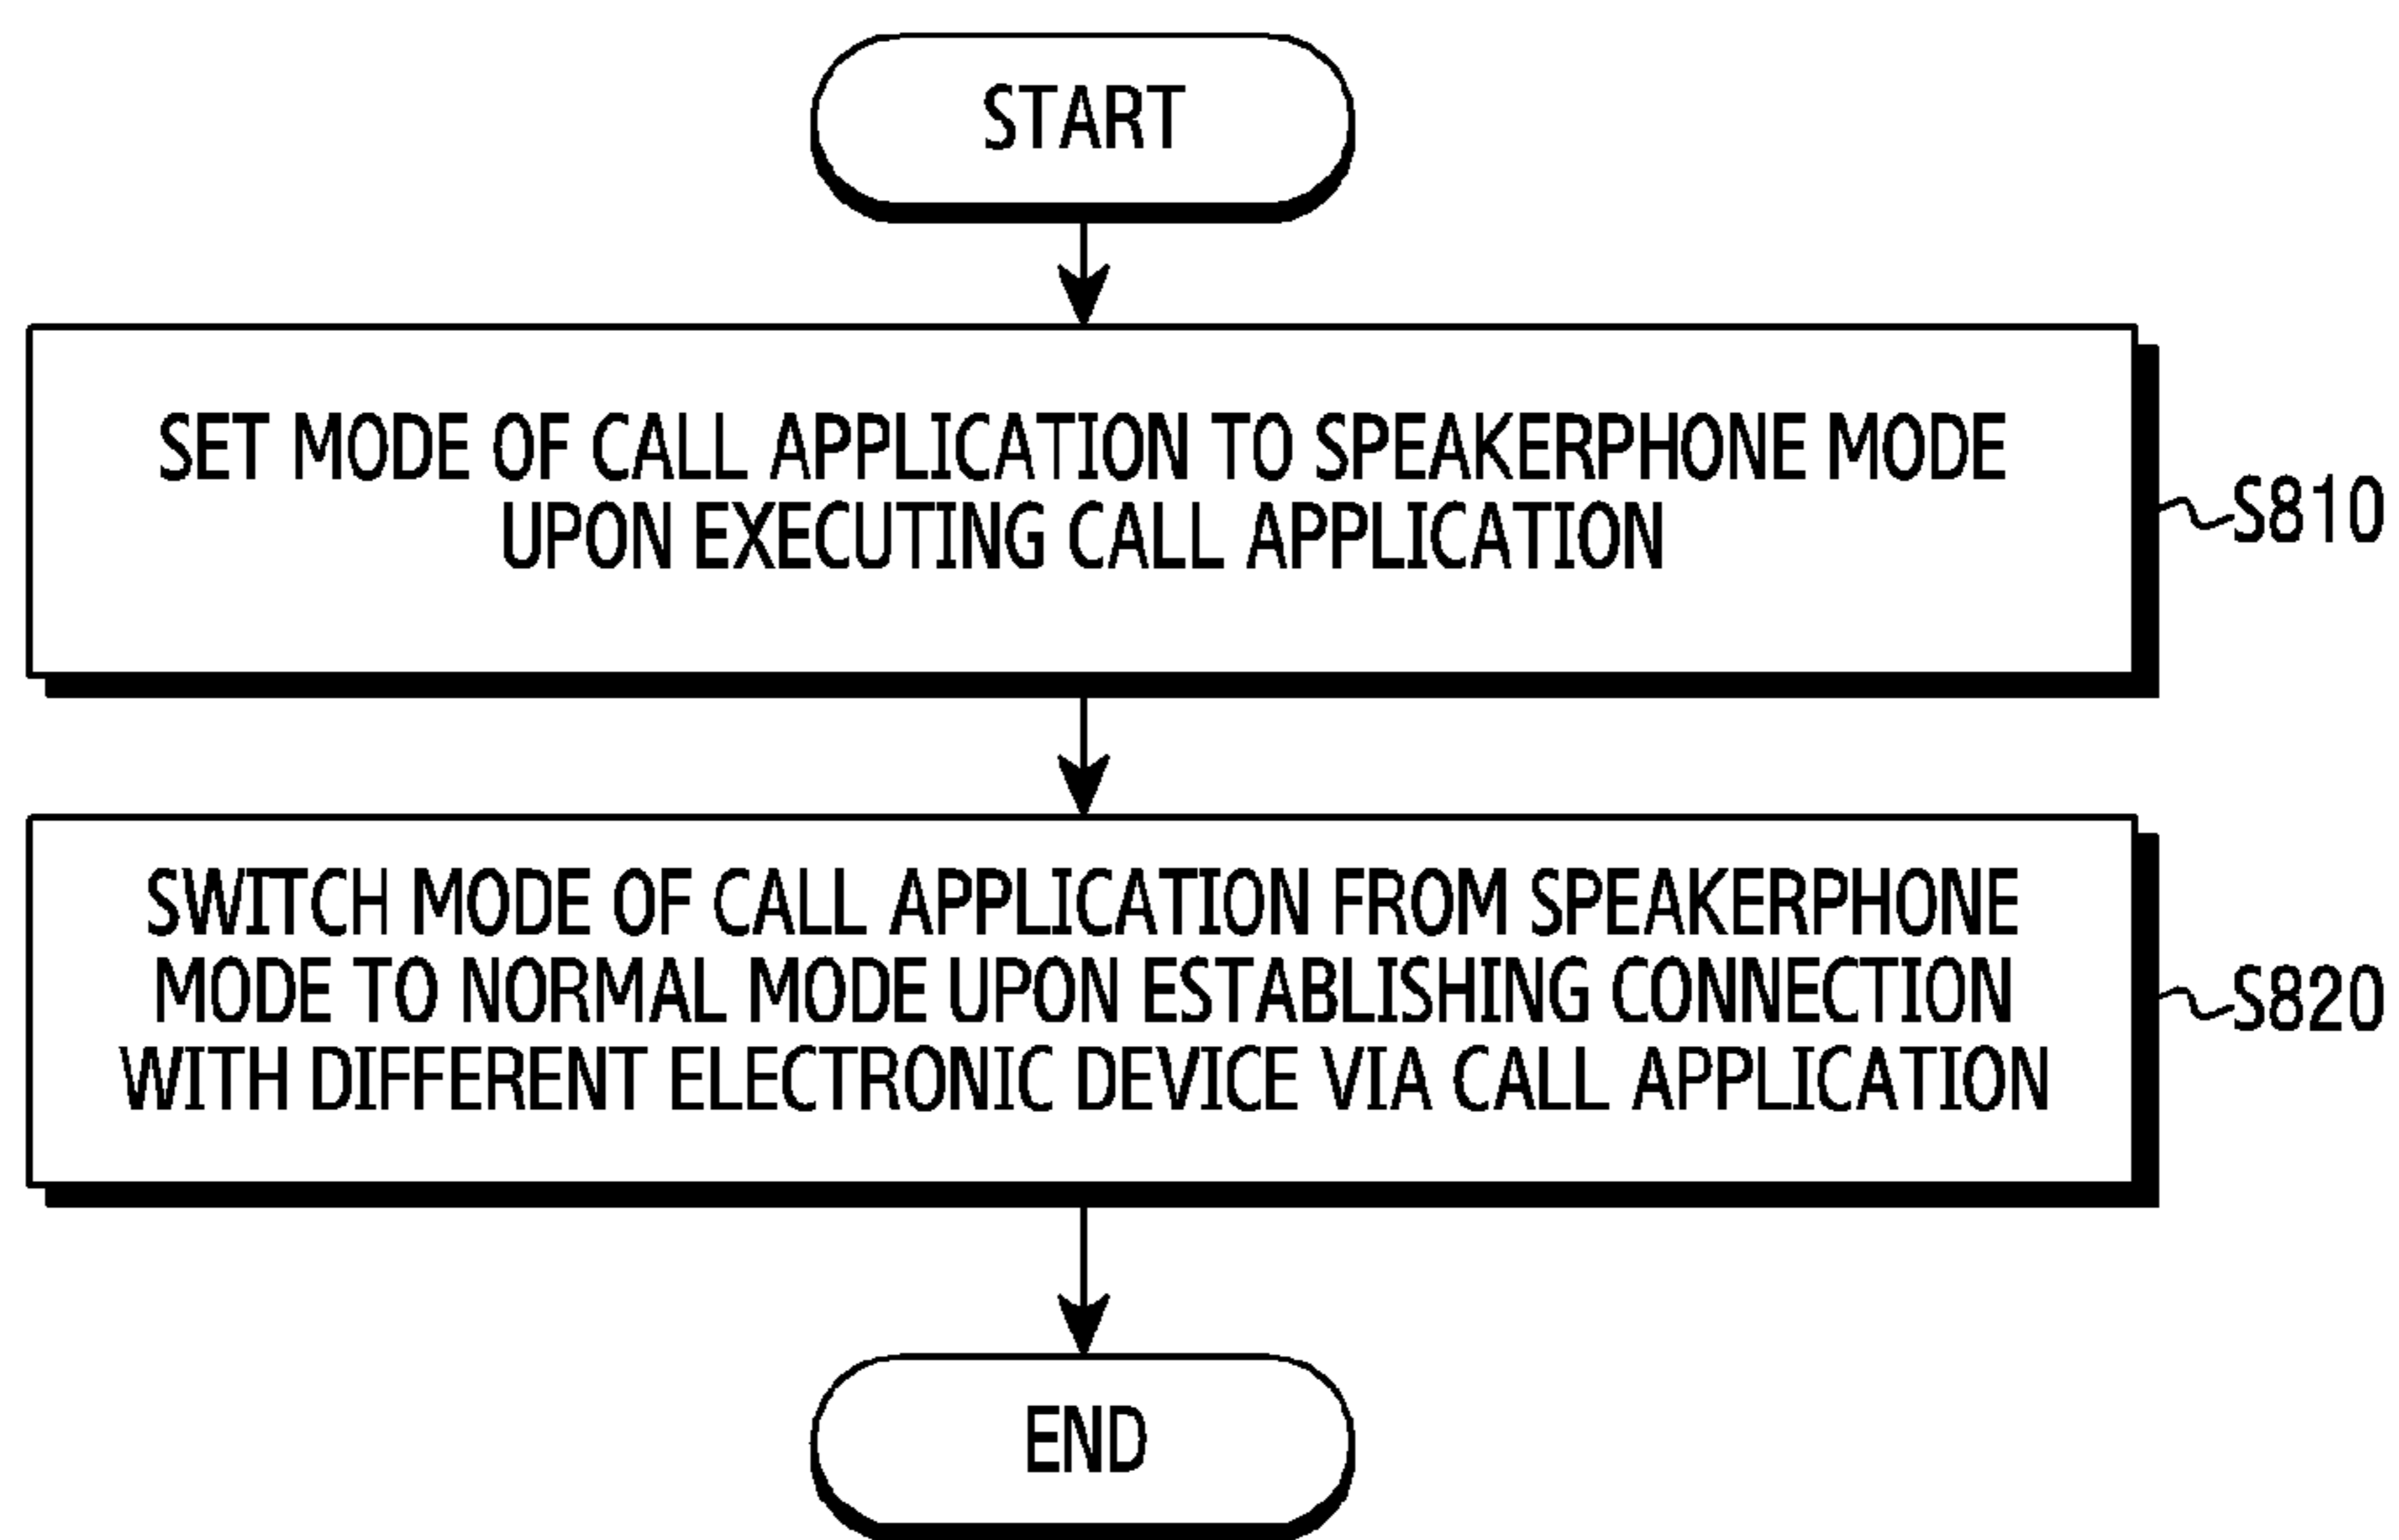 START
SET MODE OF CALL APPLICATION TO SPEAKERPHONE MODE
UPON EXECUTING CALL APPLICATION
S810
SWITCH MODE OF CALL APPLICATION FROM SPEAKERPHONE
MODE TO NORMAL MODE UPON ESTABLISHING CONNECTION
WITH DIFFERENT ELECTRONIC DEVICE VIA CALL APPLICATION
S820
END